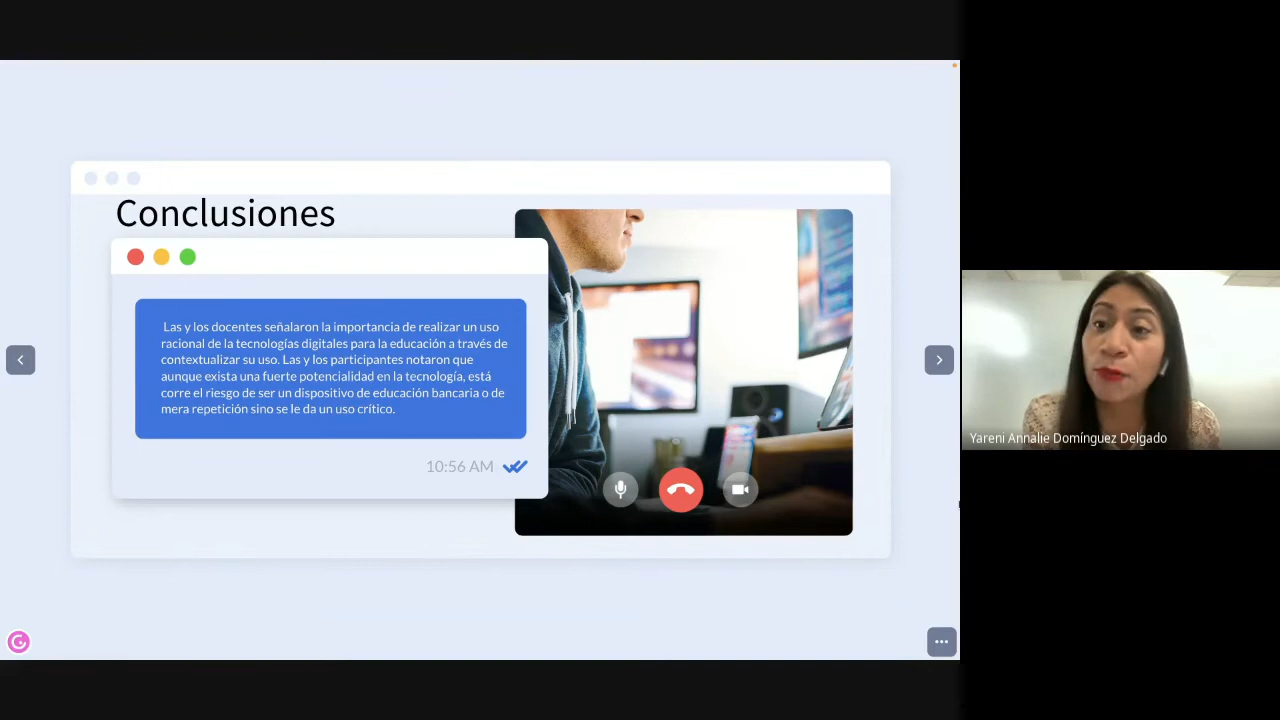 Conclusiones
Las y los docentes señalaron la importancia de realizar un uso
racional de la tecnologías digitales para la educación a través de
contextualizar su uso. Las y los participantes notaron que
aunque exista una fuerte potencialidad en la tecnología, está
corre el riesgo de ser un dispositivo de educación bancaria o de
mera repetición sino se le da un uso crítico.
10:56 AM
Yareni Annalie Domínguez Delgado